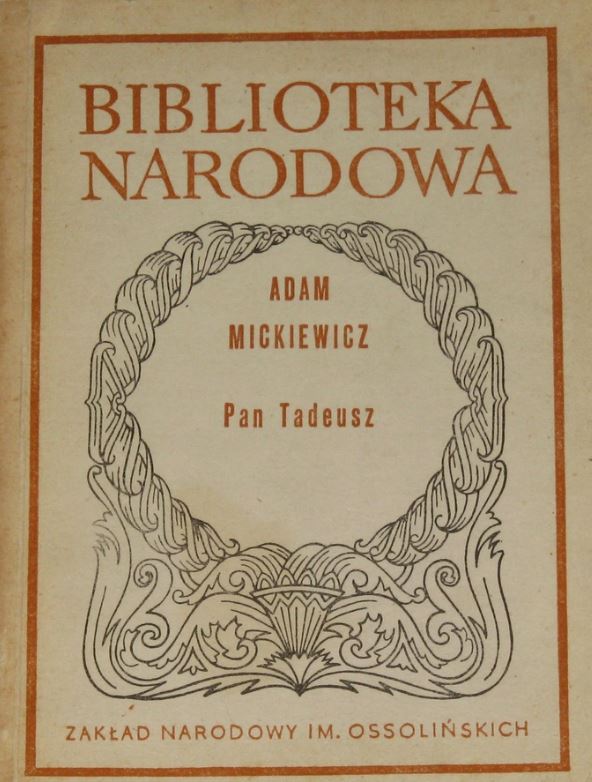 BIBLIOTEKA
NARODOWA
ADAM
MICKIEWICZ
Pan Tadeusz
ZAKŁAD NARODOWY IM. OSSOLIŃSKICH